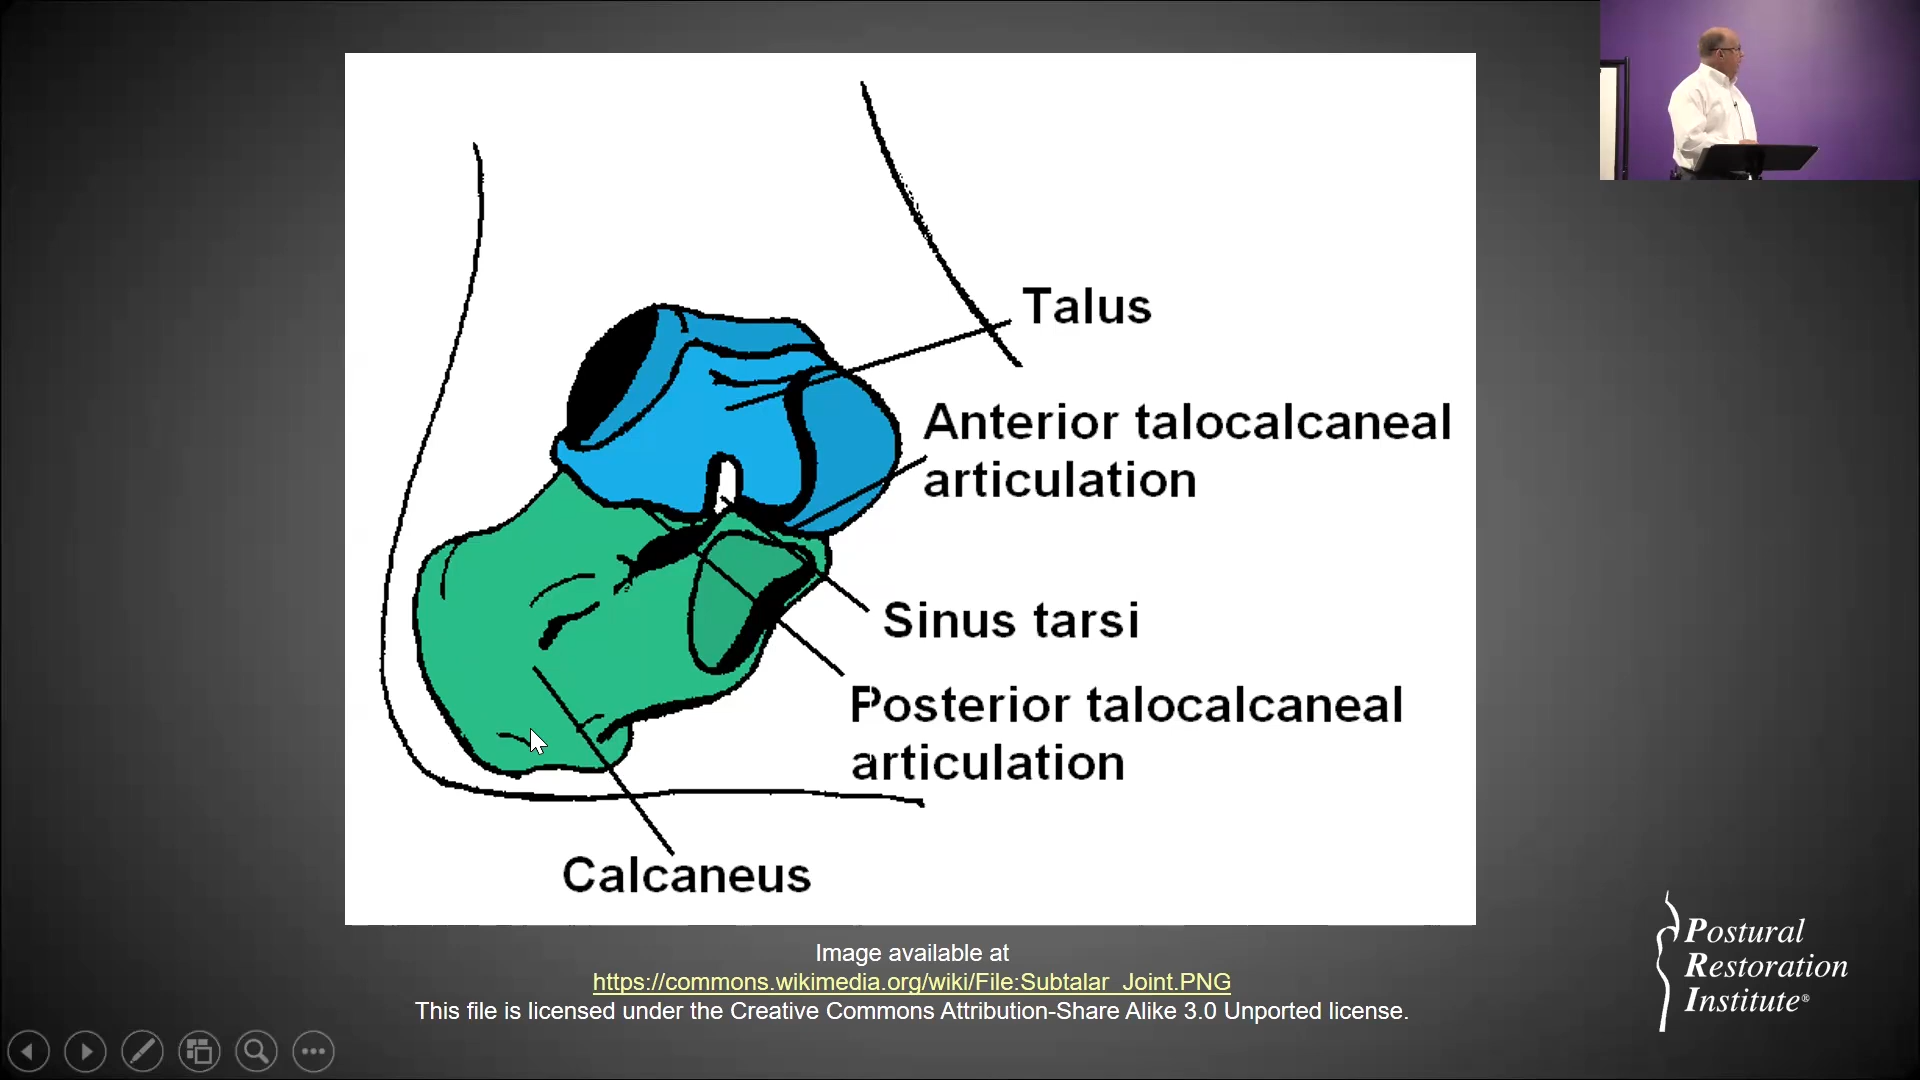 Talus
Anterior talocalcaneal
articulation
Sinus tarsi
Posterior talocalcaneal
articulation
Calcaneus
Image available at
https://commons.wikimedia.org/wiki/File:Subtalar_Joint.PNG
This file is licensed under the Creative Commons Attribution-Share Alike 3.0 Unported license.
Postural
Restoration
Institute®